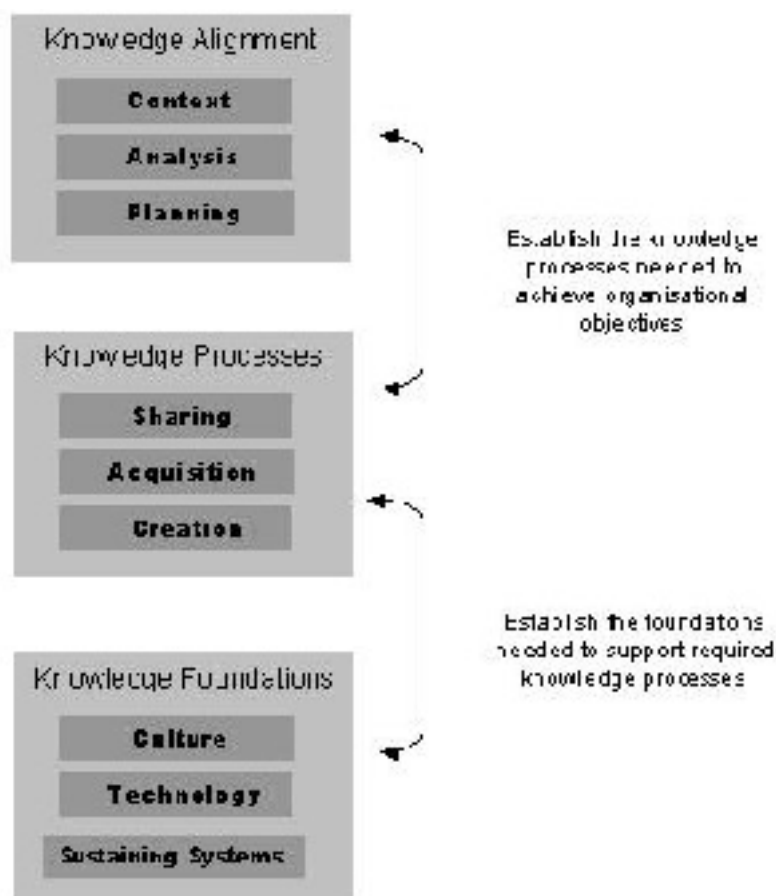 Knowledge Alignment
Context
Analysis
Planning
Establish the knowledge
processes needed to
achieve organisational
objectives
Knowledge Processes
Sharing
Acquisition
Creation
Establish the foundations
needed to support required
knowledge processes
Knowledge Foundations
Culture
Technology
Sustaining Systems